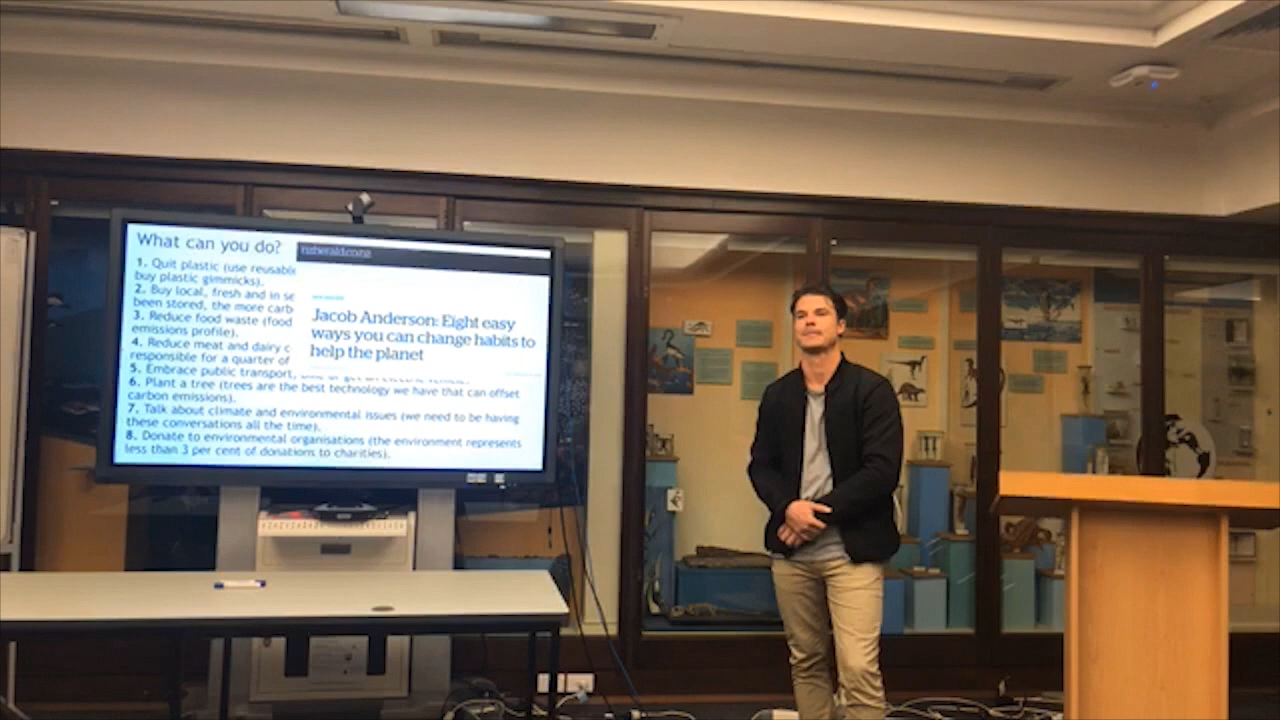 What can you do?
nzherald.co.nz
1. Quit plastic (use reusable
buy plastic gimmicks).
2. Buy local, fresh and in se
been stored, the more carb
3. Reduce food waste (food
emissions profile).
4. Reduce meat and dairy c
responsible for a quarter of
Jacob Anderson: Eight easy
ways you can change habits to
help the planet
5. Embrace public transport,
6. Plant a tree (trees are the best technology we have that can offset
carbon emissions).
7. Talk about climate and environmental issues (we need to be having
these conversations all the time).
8. Donate to environmental organisations (the environment represents
less than 3 per cent of donations to charities).